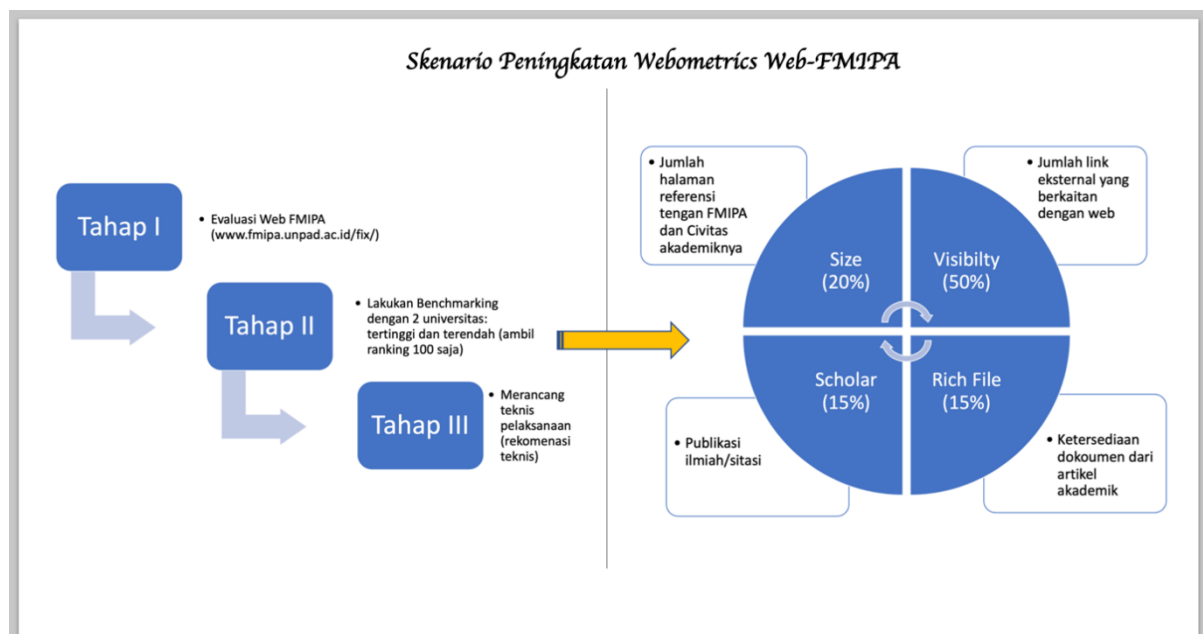 Skenario Peningkatan Webometrics Web-FMIPA
Tahap I
• Evaluasi Web FMIPA
(www.fmipa.unpad.ac.id/fix/)
Tahap II
• Lakukan Benchmarking
dengan 2 universitas:
tertinggi dan terendah (ambil
ranking 100 saja)
Tahap III
• Merancang
teknis
pelaksanaan
(rekomenasi
teknis)
• Jumlah
halaman
referensi
tengan FMIPA
dan Civitas
akademiknya
Size
(20%)
Visibilty
(50%)
• Jumlah link
eksternal yang
berkaitan
dengan web
Scholar
(15%)
Rich File
(15%)
• Publikasi
ilmiah/sitasi
• Ketersediaan
dokoumen dari
artikel
akademik